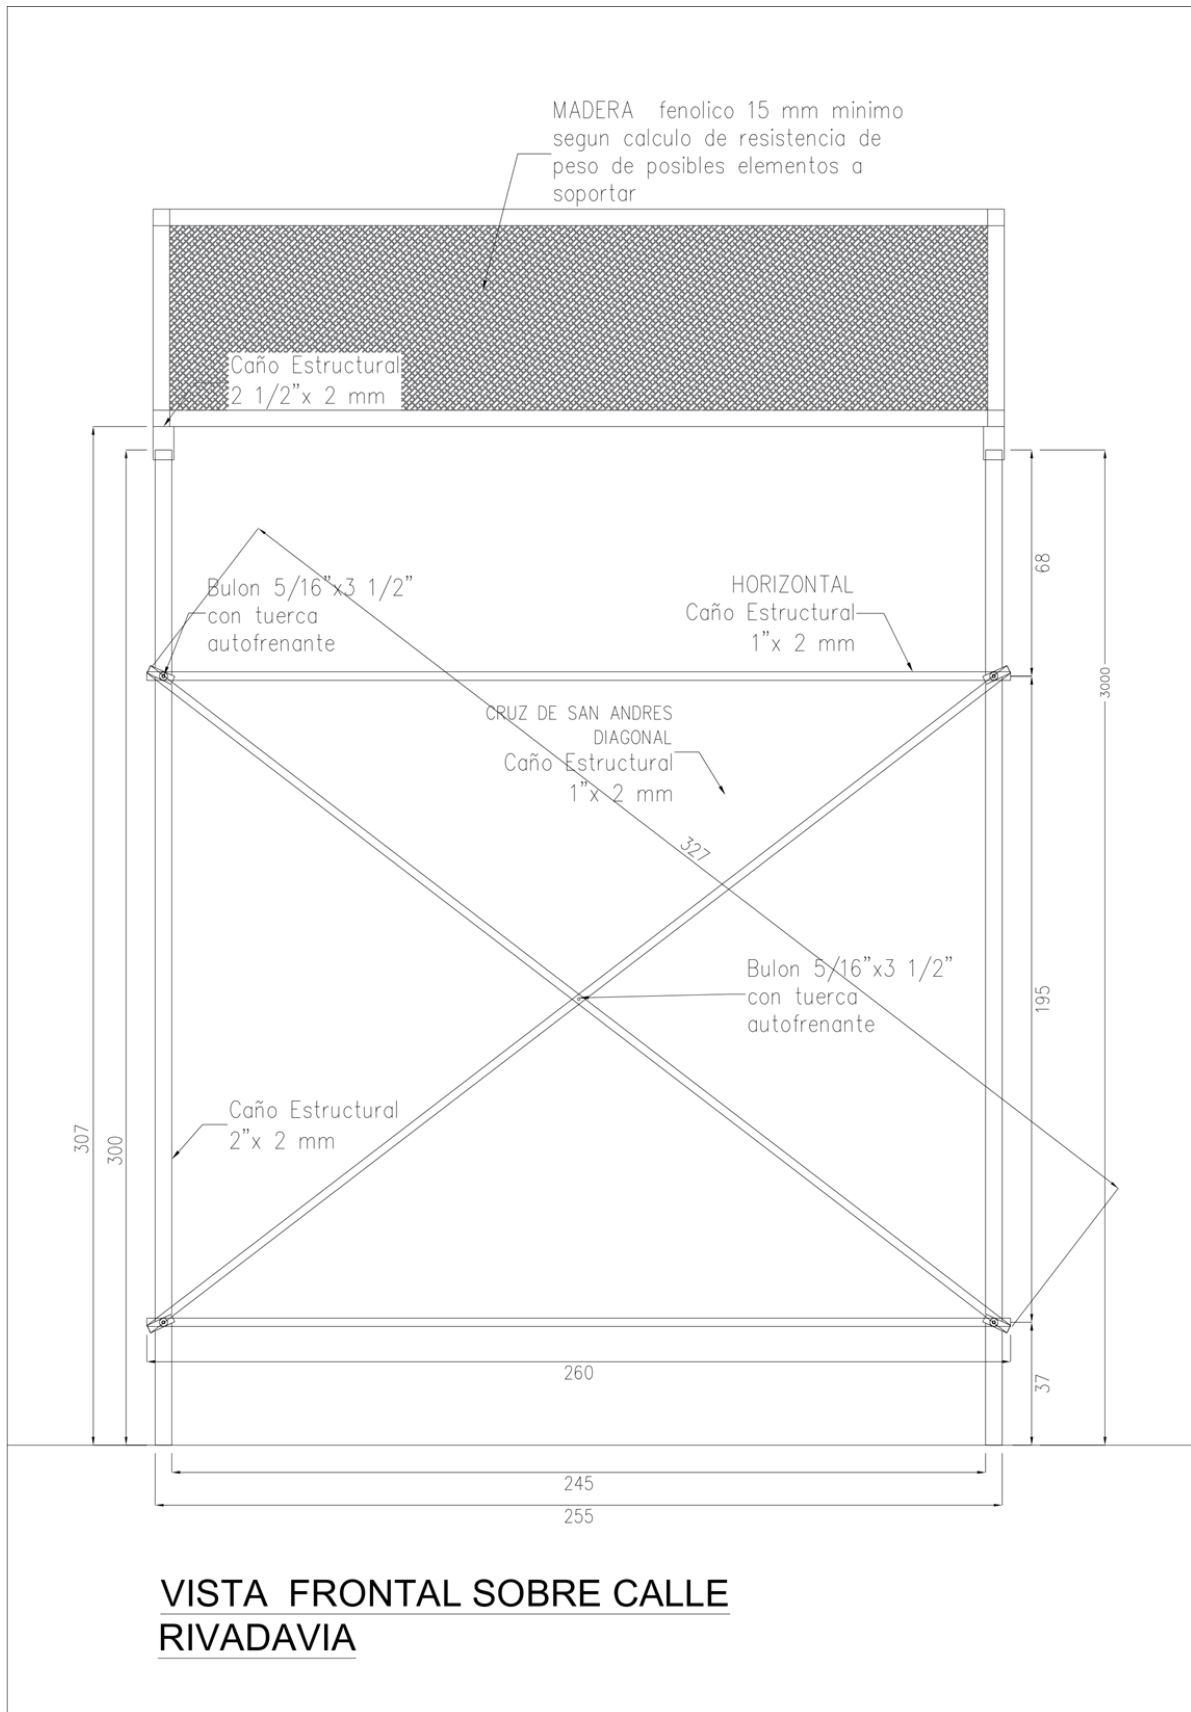 MADERA fenolico 15 mm minimo
segun calculo de resistencia de
peso de posibles elementos a
soportar
Caño Estructural
2 1/2”x 2 mm
68
Bulon 5/16”x3 1/2”
con tuerca
autofrenante
HORIZONTAL
Caño Estructural
1”x 2 mm
3000
CRUZ DE SAN ANDRES
DIAGONAL
Caño Estructural
1”x 2 mm
327
Bulon 5/16”x3 1/2”
con tuerca
autofrenante
195
Caño Estructural
2”x 2 mm
307
300
260
37
245
255
VISTA FRONTAL SOBRE CALLE
RIVADAVIA